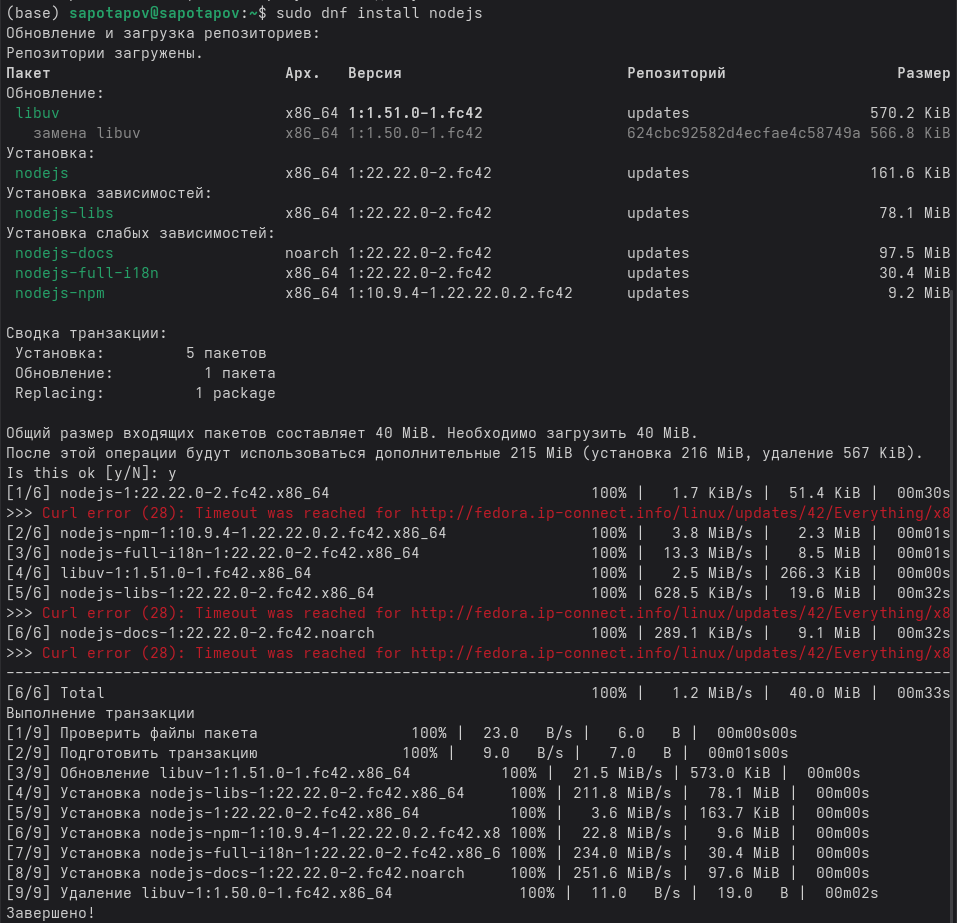 (base) sapotapov@sapotapov:~$ sudo dnf install nodejs
Обновление и загрузка репозиториев:
Репозитории загружены.
Пакет Арх. Версия Репозиторий Размер
Обновление:
libuv x86_64 1:1.51.0-1.fc42 updates 570.2 KiB
замена libuv x86_64 1:1.50.0-1.fc42 624cbc92582d4ecfae4c58749a 566.8 KiB
Установка:
nodejs x86_64 1:22.22.0-2.fc42 updates 161.6 KiB
Установка зависимостей:
nodejs-libs x86_64 1:22.22.0-2.fc42 updates 78.1 MiB
Установка слабых зависимостей:
nodejs-docs noarch 1:22.22.0-2.fc42 updates 97.5 MiB
nodejs-full-i18n x86_64 1:22.22.0-2.fc42 updates 30.4 MiB
nodejs-npm x86_64 1:10.9.4-1.22.22.0.2.fc42 updates 9.2 MiB
Сводка транзакции:
Установка: 5 пакетов
Обновление: 1 пакета
Replacing: 1 package
Общий размер входящих пакетов составляет 40 MiB. Необходимо загрузить 40 MiB.
После этой операции будут использоваться дополнительные 215 MiB (установка 216 MiB, удаление 567 KiB).
Is this ok [y/N]: y
[1/6] nodejs-1:22.22.0-2.fc42.x86_64 100% | 1.7 KiB/s | 51.4 KiB | 00m30s
>>> Curl error (28): Timeout was reached for http://fedora.ip-connect.info/linux/updates/42/Everything/x8
[2/6] nodejs-npm-1:10.9.4-1.22.22.0.2.fc42.x86_64 100% | 3.8 MiB/s | 2.3 MiB | 00m01s
[3/6] nodejs-full-i18n-1:22.22.0-2.fc42.x86_64 100% | 13.3 MiB/s | 8.5 MiB | 00m01s
[4/6] libuv-1:1.51.0-1.fc42.x86_64 100% | 2.5 MiB/s | 266.3 KiB | 00m00s
[5/6] nodejs-libs-1:22.22.0-2.fc42.x86_64 100% | 628.5 KiB/s | 19.6 MiB | 00m32s
>>> Curl error (28): Timeout was reached for http://fedora.ip-connect.info/linux/updates/42/Everything/x8
[6/6] nodejs-docs-1:22.22.0-2.fc42.noarch 100% | 289.1 KiB/s | 9.1 MiB | 00m32s
>>> Curl error (28): Timeout was reached for http://fedora.ip-connect.info/linux/updates/42/Everything/x8
---------------------------------------------------------------------------------------------------------
[6/6] Total 100% | 1.2 MiB/s | 40.0 MiB | 00m33s
Выполнение транзакции
[1/9] Проверить файлы пакета 100% | 23.0 B/s | 6.0 B | 00m00s00s
[2/9] Подготовить транзакцию 100% | 9.0 B/s | 7.0 B | 00m01s00s
[3/9] Обновление libuv-1:1.51.0-1.fc42.x86_64 100% | 21.5 MiB/s | 573.0 KiB | 00m00s
[4/9] Установка nodejs-libs-1:22.22.0-2.fc42.x86_64 100% | 211.8 MiB/s | 78.1 MiB | 00m00s
[5/9] Установка nodejs-1:22.22.0-2.fc42.x86_64 100% | 3.6 MiB/s | 163.7 KiB | 00m00s
[6/9] Установка nodejs-npm-1:10.9.4-1.22.22.0.2.fc42.x8 100% | 22.8 MiB/s | 9.6 MiB | 00m00s
[7/9] Установка nodejs-full-i18n-1:22.22.0-2.fc42.x86_6 100% | 234.0 MiB/s | 30.4 MiB | 00m00s
[8/9] Установка nodejs-docs-1:22.22.0-2.fc42.noarch 100% | 251.6 MiB/s | 97.6 MiB | 00m00s
[9/9] Удаление libuv-1:1.50.0-1.fc42.x86_64 100% | 11.0 B/s | 19.0 B | 00m02s
Завершено!